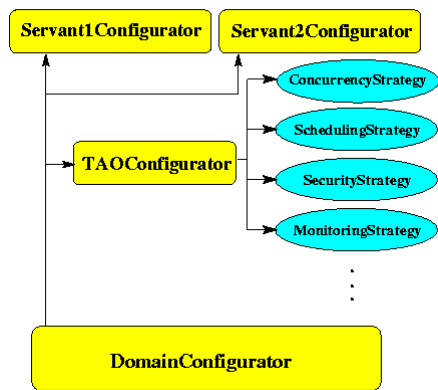 Servant1Configurator
Servant2Configurator
ConcurrencyStrategy
SchedulingStrategy
TAOConfigurator
SecurityStrategy
MonitoringStrategy
DomainConfigurator